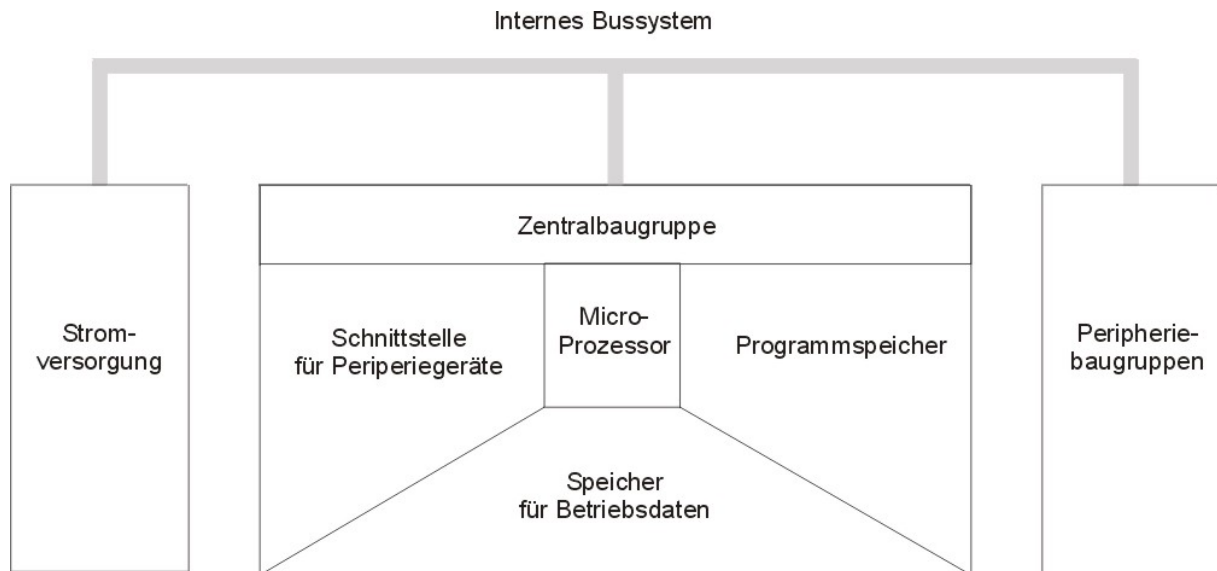 Internes Bussystem
Zentralbaugruppe
Strom-
versorgung
Schnittstelle
für Periperiegeräte
Micro-
Prozessor
Programmspeicher
Peripherie-
baugruppen
Speicher
für Betriebsdaten